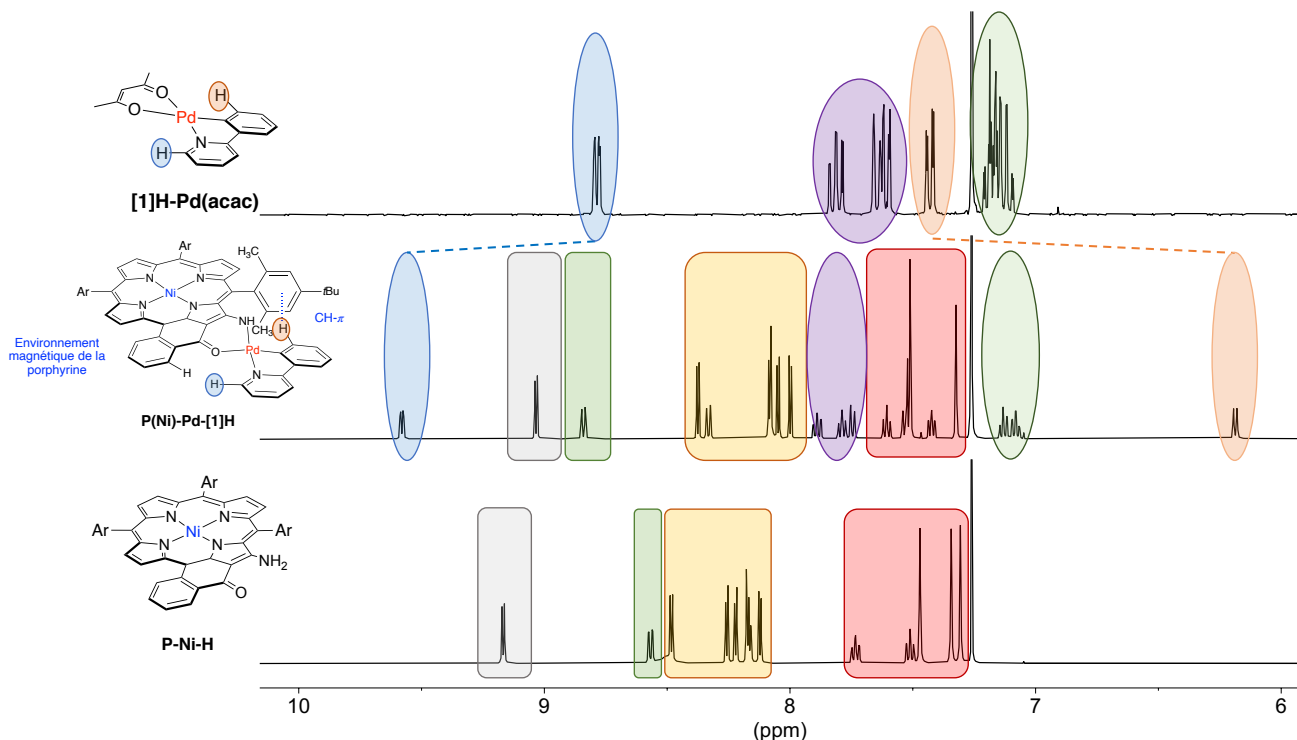 H
O
O
Pd
N
H
[1]H-Pd(acac)
Ar
H₃C
N
N
Ni
tBu
Ar
N
N
CH₃
CH-π
NH
H
Environnement
magnétique de la
porphyrine
O
Pd
N
H
H
P(Ni)-Pd-[1]H
Ar
N
N
Ar
Ni
Ar
N
N
NH₂
O
P-Ni-H
10
9
8
7
6
(ppm)